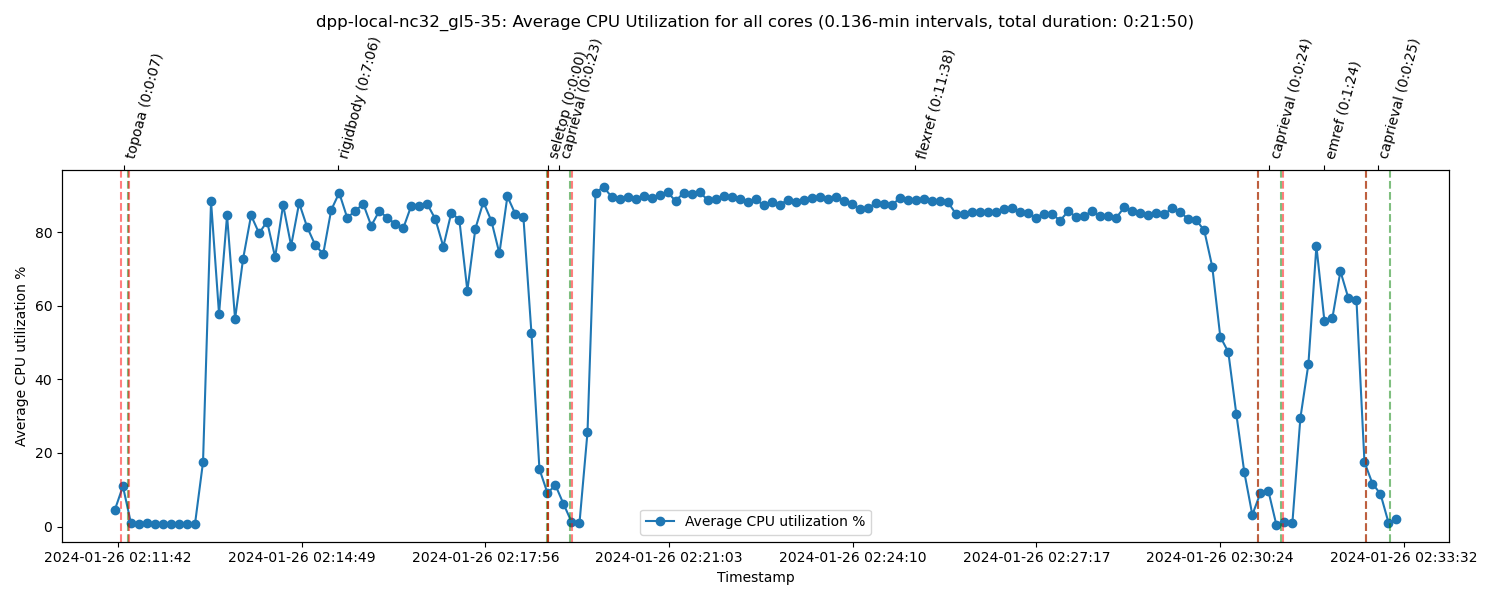 dpp-local-nc32_gl5-35: Average CPU Utilization for all cores (0.136-min intervals, total duration: 0:21:50)
topoaa (0:0:07)
rigidbody (0:7:06)
seletop (0:0:00)
caprieval (0:0:23)
flexref (0:11:38)
caprieval (0:0:24)
emref (0:1:24)
caprieval (0:0:25)
Average CPU utilization %
80
60
40
20
0
Average CPU utilization %
2024-01-26 02:11:42
2024-01-26 02:14:49
2024-01-26 02:17:56
2024-01-26 02:21:03
2024-01-26 02:24:10
2024-01-26 02:27:17
2024-01-26 02:30:24
2024-01-26 02:33:32
Timestamp